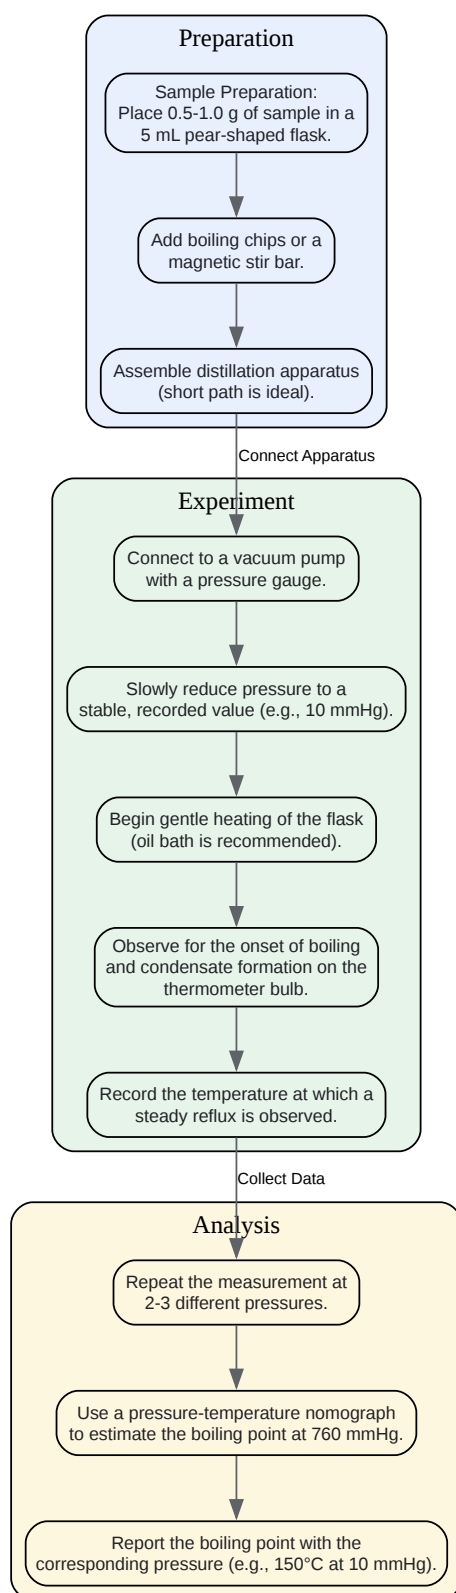 Preparation
Sample Preparation:
Place 0.5-1.0 g of sample in a
5 mL pear-shaped flask.
Add boiling chips or a
magnetic stir bar.
Assemble distillation apparatus
(short path is ideal).
Connect Apparatus
Experiment
Connect to a vacuum pump
with a pressure gauge.
Slowly reduce pressure to a
stable, recorded value (e.g., 10 mmHg).
Begin gentle heating of the flask
(oil bath is recommended).
Observe for the onset of boiling
and condensate formation on the
thermometer bulb.
Record the temperature at which a
steady reflux is observed.
Collect Data
Analysis
Repeat the measurement at
2-3 different pressures.
Use a pressure-temperature nomograph
to estimate the boiling point at 760 mmHg.
Report the boiling point with the
corresponding pressure (e.g., 150°C at 10 mmHg).